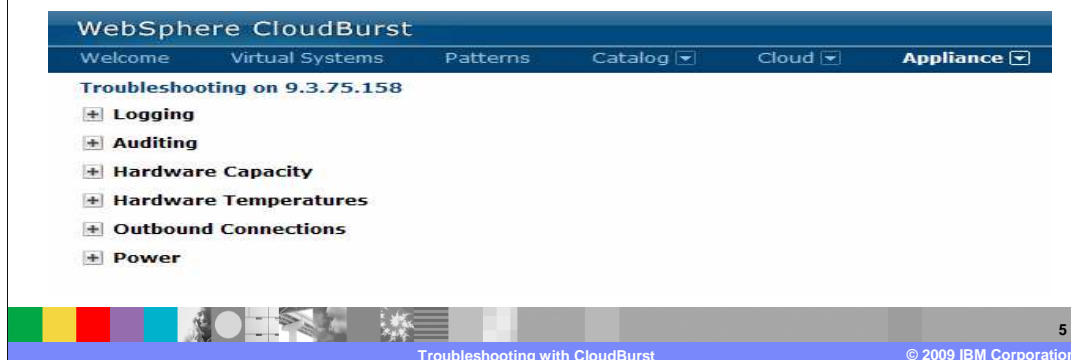 WebSphere CloudBurst
Welcome Virtual Systems Patterns Catalog Cloud Appliance
Troubleshooting on 9.3.75.158
Logging
Auditing
Hardware Capacity
Hardware Temperatures
Outbound Connections
Power
5
Troubleshooting with CloudBurst © 2009 IBM Corporation